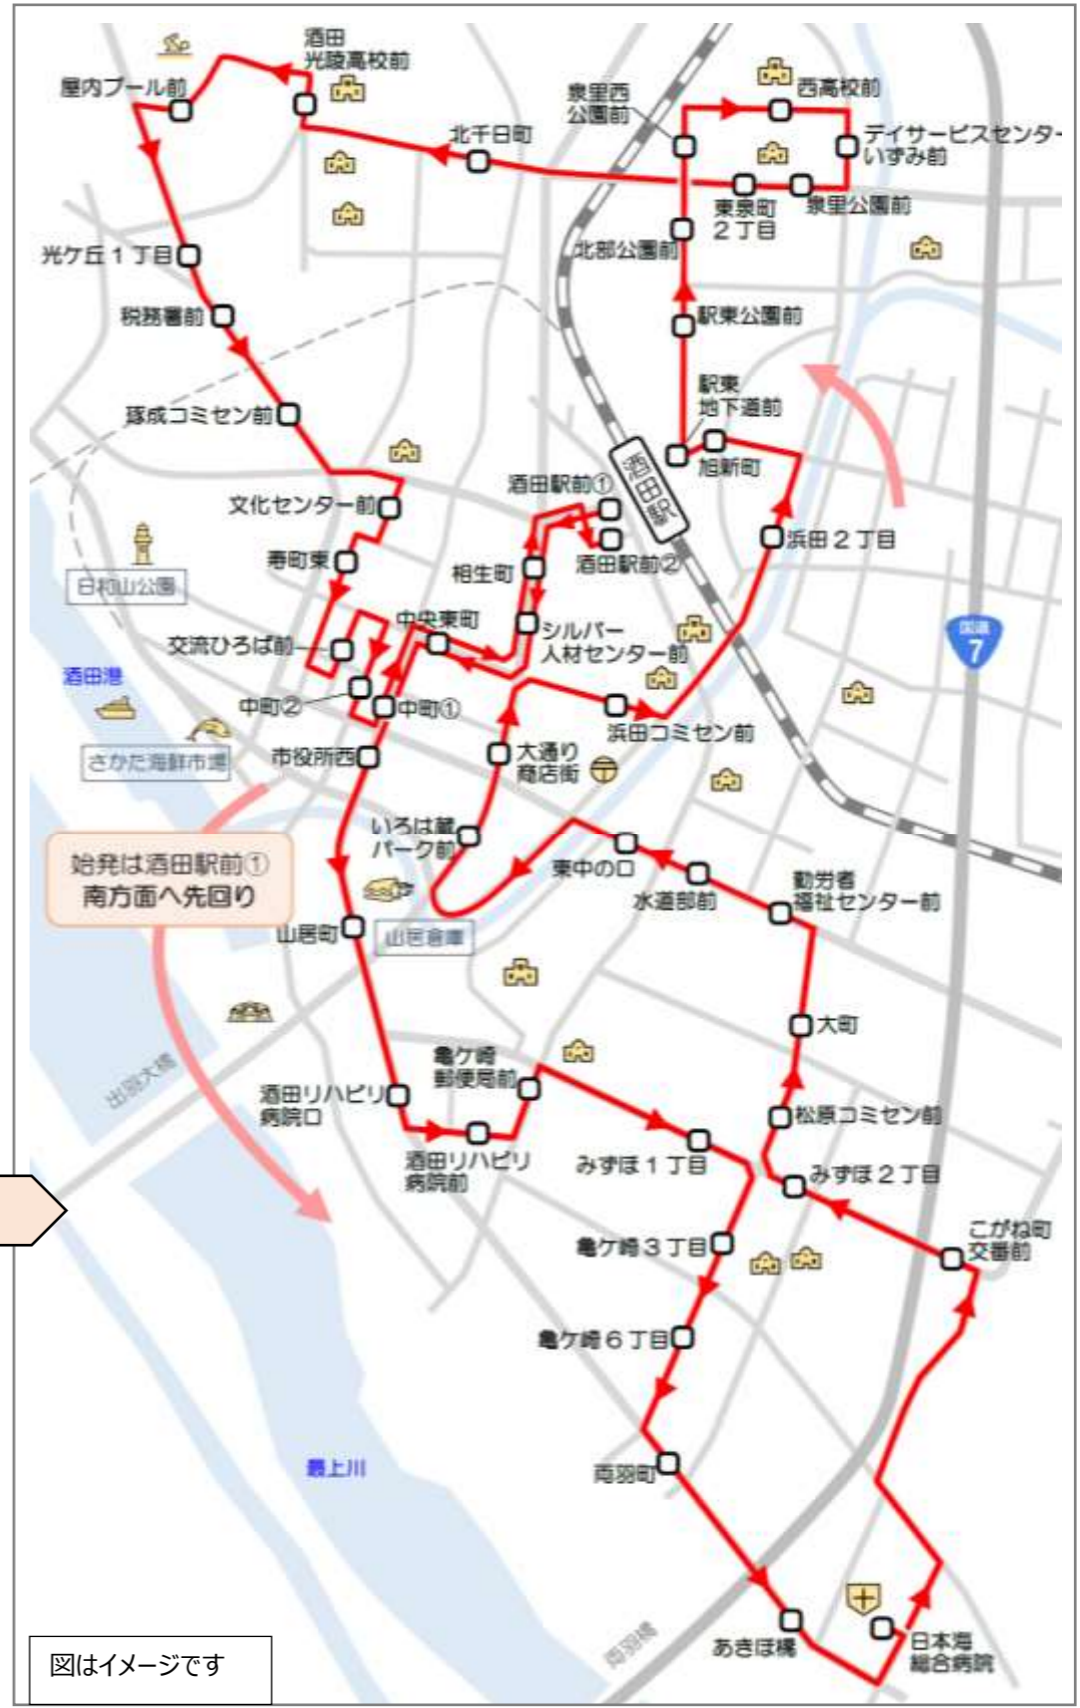 酒田
光陵高校前
屋内プール前
北千日町
泉里西
公園前
西高校前
デイサービスセンター
いずみ前
東泉町
2丁目
泉里公園前
北部公園前
光ケ丘1丁目
税務署前
駅東公園前
駅東
地下道前
琢成コミセン前
旭新町
酒田駅
酒田駅前①
文化センター前
浜田2丁目
酒田駅前②
寿町東
相生町
日和山公園
中央東町
シルバー
人材センター前
国道
7
交流ひろば前
酒田港
中町②
中町①
浜田コミセン前
市役所西
大通り
商店街
さかた海鮮市場
いろは蔵
パーク前
始発は酒田駅前①
南方面へ先回り
東中の口
水道部前
勤労者
福祉センター前
山居町
山居倉庫
大町
出羽大橋
亀ケ崎
郵便局前
酒田リハビリ
病院口
松原コミセン前
酒田リハビリ
病院前
みずほ1丁目
みずほ2丁目
こがね町
交番前
亀ケ崎3丁目
亀ケ崎6丁目
両羽町
最上川
あきほ橋
両羽橋
日本海
総合病院
図はイメージです